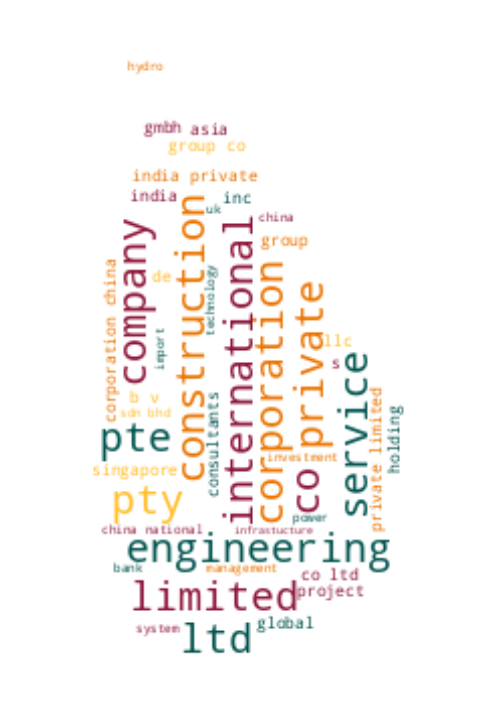 hydro
gmbh
asia
group co
india private
india
inc
uk
china
construction
company
international
group
corporation
de
technology
corporation china
private
import
llc
s
service
b v
sdn bhd
consultants
private limited
holding
pte
investment
singapore
co
pty
power
china national
infrastucture
engineering
bank
management
co ltd
limited
project
global
system
ltd